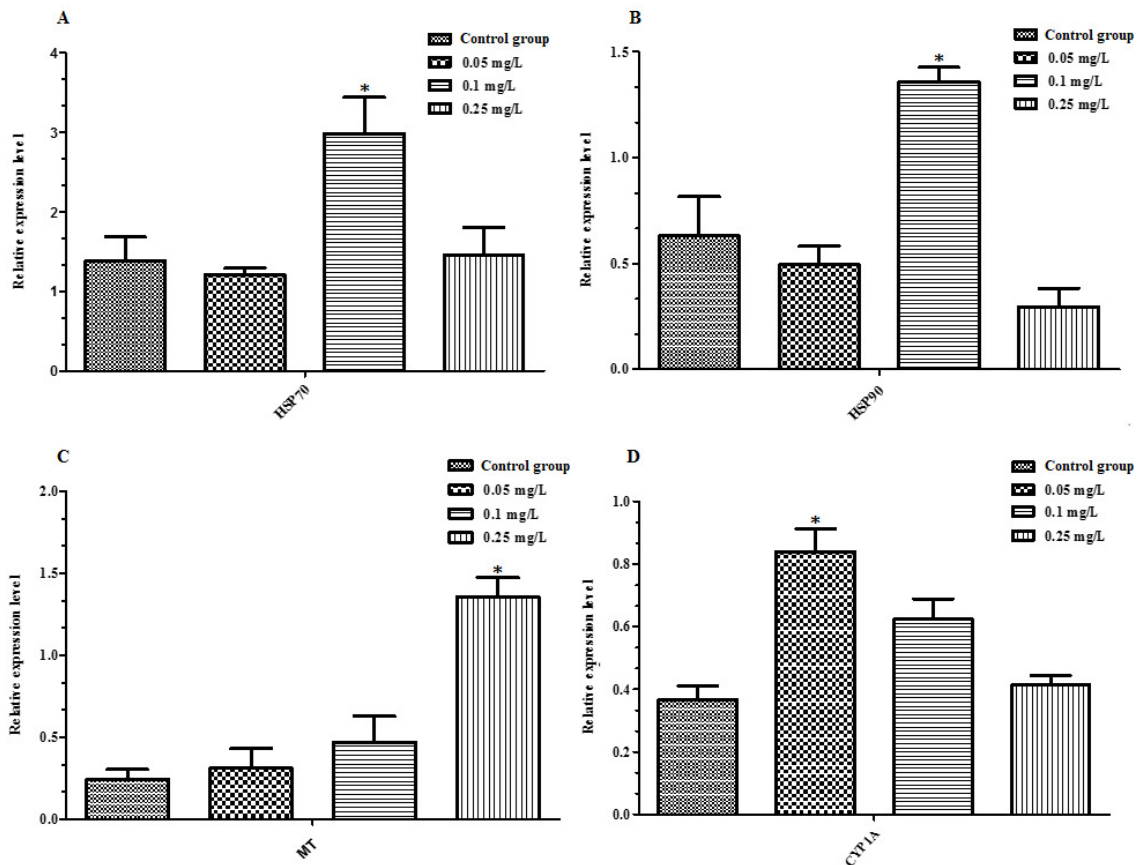 A
Control group
0.05 mg/L
0.1 mg/L
0.25 mg/L
Relative expression level
4
3
2
1
0
*
HSP70
B
Control group
0.05 mg/L
0.1 mg/L
0.25 mg/L
Relative expression level
1.5
1.0
0.5
0.0
*
HSP90
C
Control group
0.05 mg/L
0.1 mg/L
0.25 mg/L
Relative expression level
2.0
1.5
1.0
0.5
0.0
*
MT
D
Control group
0.05 mg/L
0.1 mg/L
0.25 mg/L
Relative expression level
1.0
0.8
0.6
0.4
0.2
0.0
*
CYP1A